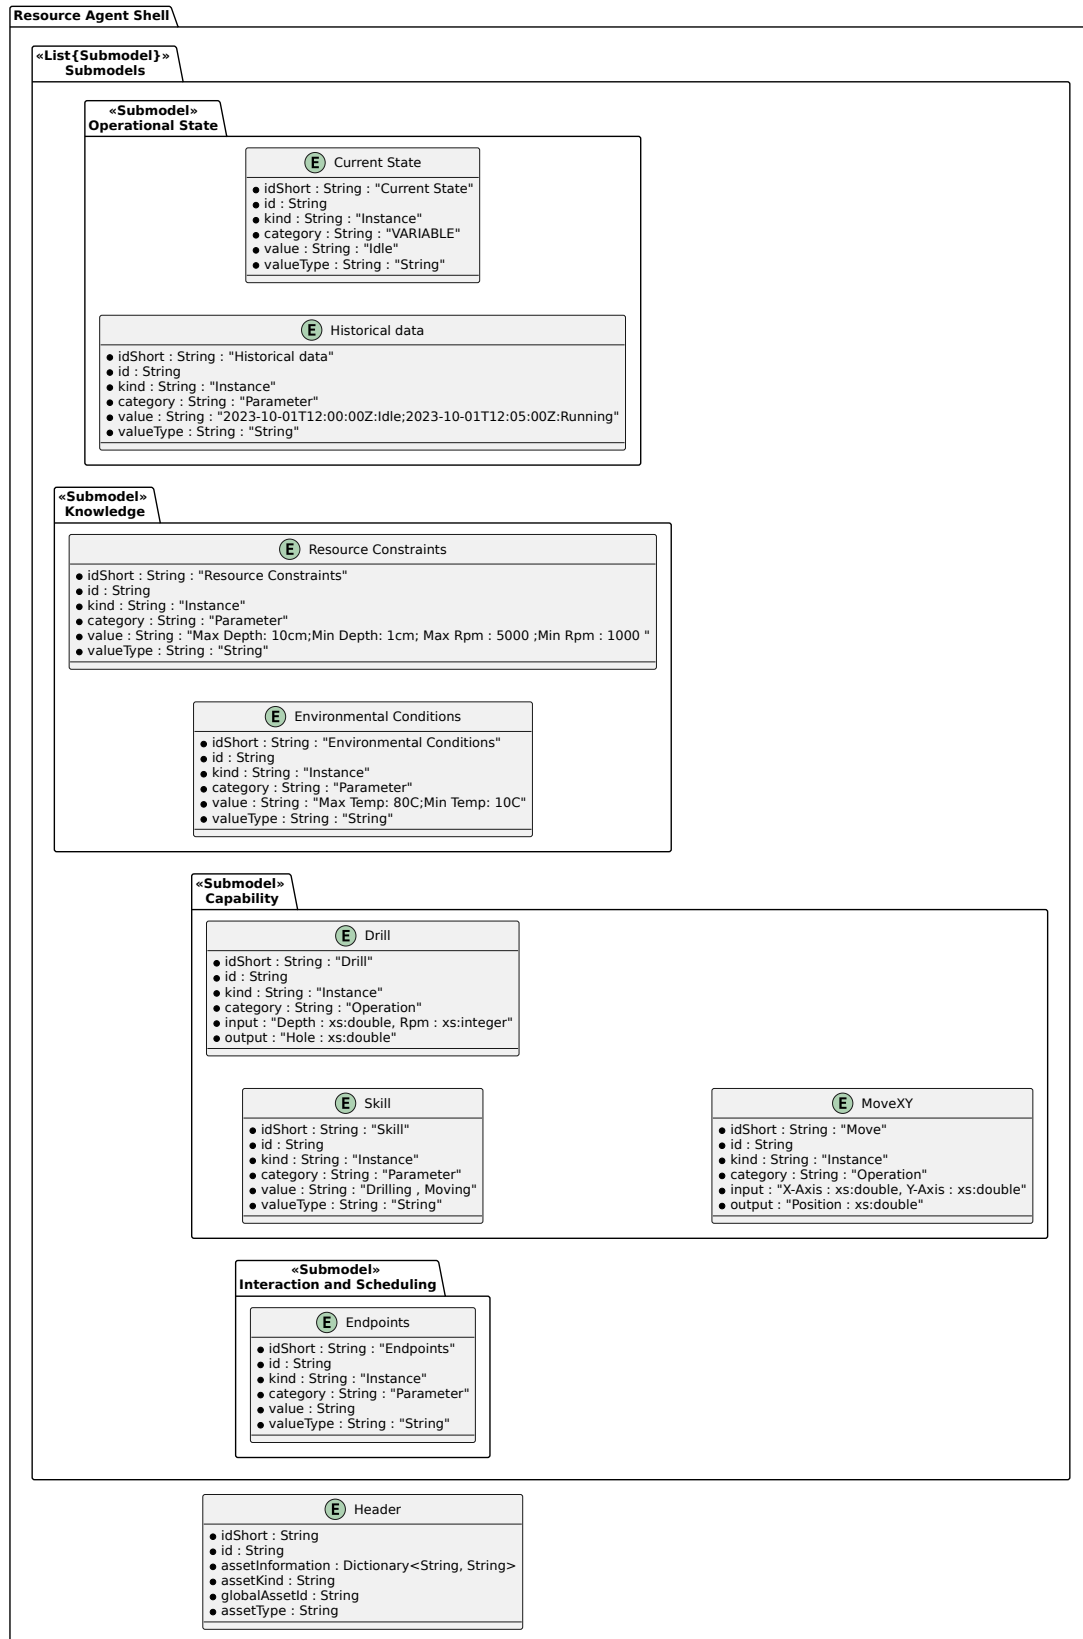 Resource Agent Shell
«List{Submodel}»
Submodels
«Submodel»
Operational State
E Current State
idShort : String : "Current State"
id : String
kind : String : "Instance"
category : String : "VARIABLE"
value : String : "Idle"
valueType : String : "String"
E Historical data
idShort : String : "Historical data"
id : String
kind : String : "Instance"
category : String : "Parameter"
value : String : "2023-10-01T12:00:00Z:Idle;2023-10-01T12:05:00Z:Running"
valueType : String : "String"
«Submodel»
Knowledge
E Resource Constraints
idShort : String : "Resource Constraints"
id : String
kind : String : "Instance"
category : String : "Parameter"
value : String : "Max Depth: 10cm;Min Depth: 1cm; Max Rpm : 5000 ;Min Rpm : 1000 "
valueType : String : "String"
E Environmental Conditions
idShort : String : "Environmental Conditions"
id : String
kind : String : "Instance"
category : String : "Parameter"
value : String : "Max Temp: 80C;Min Temp: 10C"
valueType : String : "String"
«Submodel»
Capability
E Drill
idShort : String : "Drill"
id : String
kind : String : "Instance"
category : String : "Operation"
input : "Depth : xs:double, Rpm : xs:integer"
output : "Hole : xs:double"
E Skill
idShort : String : "Skill"
id : String
kind : String : "Instance"
category : String : "Parameter"
value : String : "Drilling , Moving"
valueType : String : "String"
E MoveXY
idShort : String : "Move"
id : String
kind : String : "Instance"
category : String : "Operation"
input : "X-Axis : xs:double, Y-Axis : xs:double"
output : "Position : xs:double"
«Submodel»
Interaction and Scheduling
E Endpoints
idShort : String : "Endpoints"
id : String
kind : String : "Instance"
category : String : "Parameter"
value : String
valueType : String : "String"
E Header
idShort : String
id : String
assetInformation : Dictionary<String, String>
assetKind : String
globalAssetId : String
assetType : String